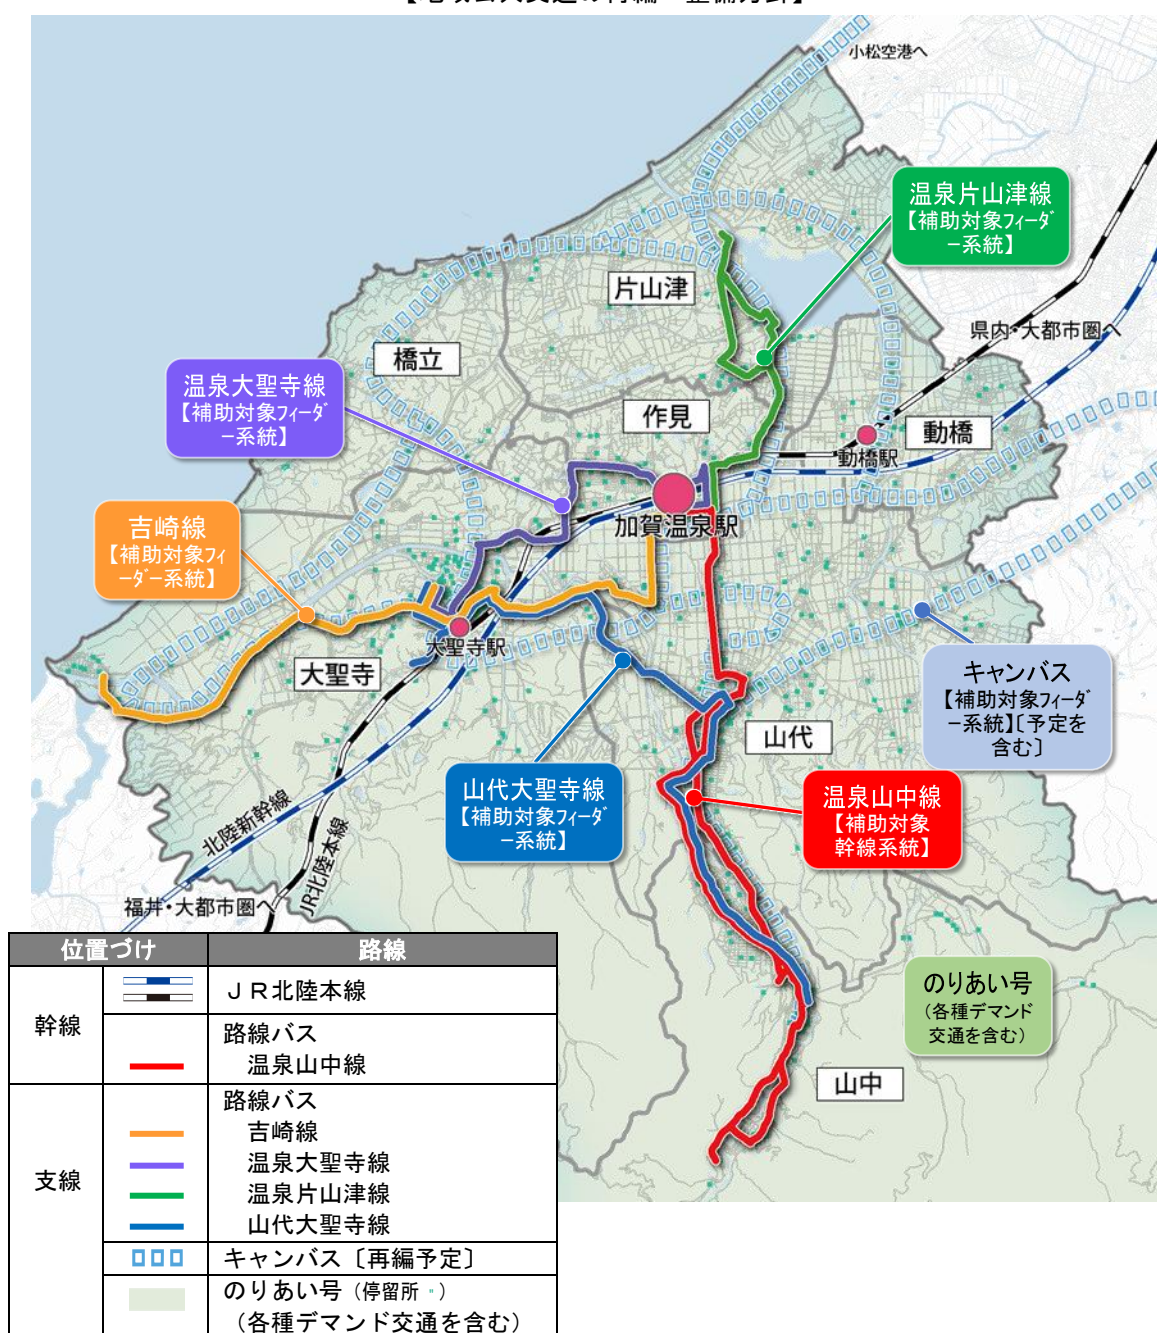 小松空港へ
温泉片山津線
【補助対象フィーダ
ー系統】
片山津
県内・大都市圏へ
橋立
温泉大聖寺線
【補助対象フィーダ
ー系統】
作見
動橋
動橋駅
加賀温泉駅
吉崎線
【補助対象フィ
ーダー系統】
大聖寺駅
大聖寺
キャンバス
【補助対象フィーダ
ー系統】〔予定を
含む〕
山代
山代大聖寺線
【補助対象フィーダ
ー系統】
温泉山中線
【補助対象
幹線系統】
北陸新幹線
JR北陸本線
福井・大都市圏へ
のりあい号
（各種デマンド
交通を含む）
山中
位置づけ 路線
幹線
ＪＲ北陸本線
路線バス
温泉山中線
支線
路線バス
吉崎線
温泉大聖寺線
温泉片山津線
山代大聖寺線
キャンバス〔再編予定〕
のりあい号（停留所 ）
（各種デマンド交通を含む）